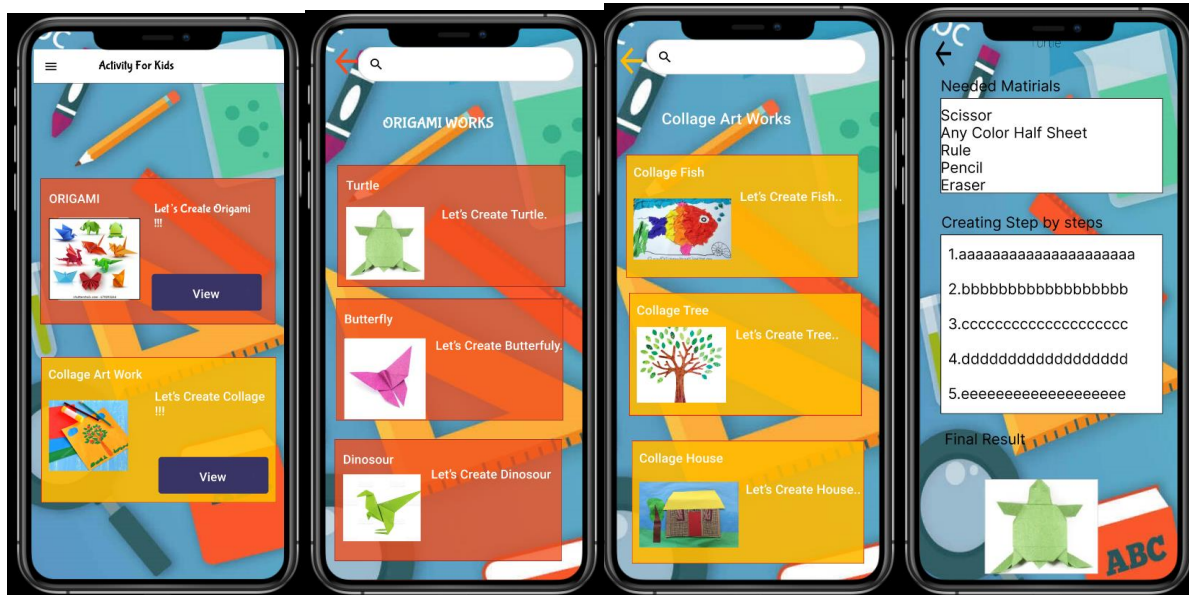 Activity For Kids
ORIGAMI
Let's Create Origami
!!!
View
Collage Art Work
Let's Create Collage
!!!
View
ORIGAMI WORKS
Turtle
Let's Create Turtle.
Butterfly
Let's Create Butterfuly.
Dinosour
Let's Create Dinosour
Collage Art Works
Collage Fish
Let's Create Fish..
Collage Tree
Let's Create Tree..
Collage House
Let's Create House..
Turtle
Needed Matirials
Scissor
Any Color Half Sheet
Rule
Pencil
Eraser
Creating Step by steps
1.aaaaaaaaaaaaaaaaaaaaa
2.bbbbbbbbbbbbbbbbbb
3.cccccccccccccccccccc
4.dddddddddddddddddd
5.eeeeeeeeeeeeeeeeeee
Final Result
ABC